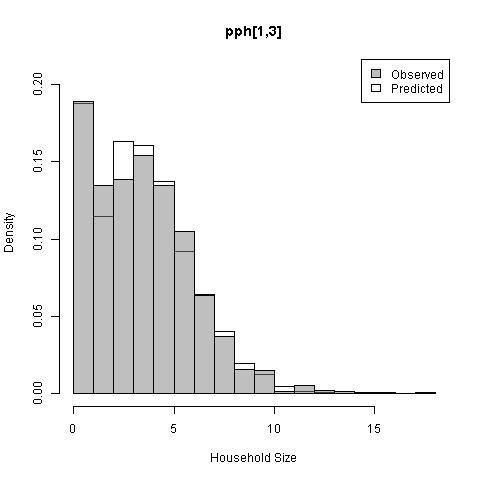 pph[1,3]
Observed
Predicted
0.20
0.15
0.10
0.05
0.00
Density
0 5 10 15
Household Size